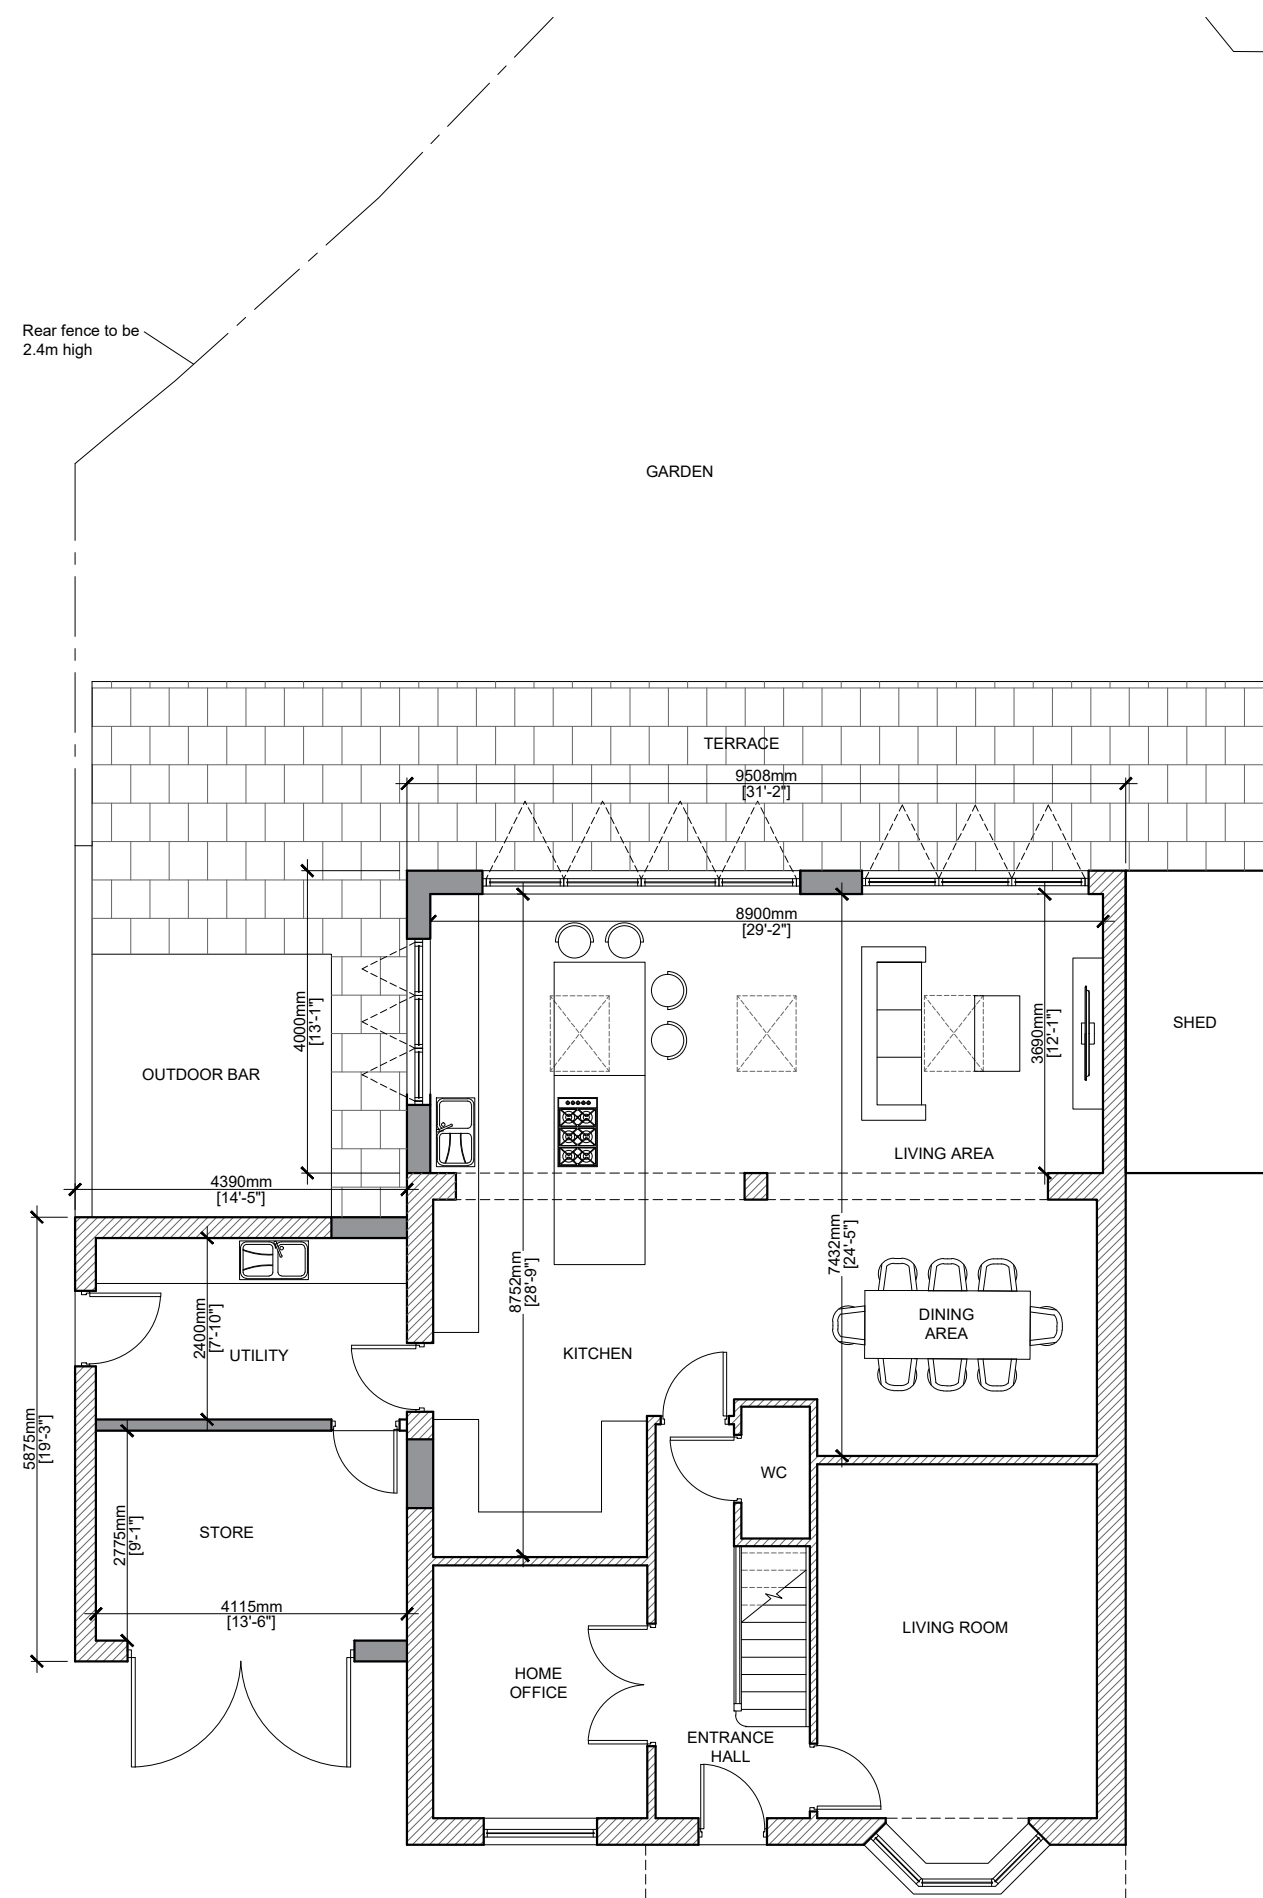 Rear fence to be
2.4m high
GARDEN
TERRACE
9508mm
[31'-2"]
8900mm
[29'-2"]
4000mm
[13'-1"]
3690mm
[12'-1"]
SHED
OUTDOOR BAR
LIVING AREA
4390mm
[14'-5"]
7432mm
[24'-5"]
8752mm
[28'-9"]
2400mm
[7'-10"]
UTILITY
KITCHEN
DINING
AREA
5875mm
[19'-3"]
WC
2775mm
[9'-1"]
STORE
4115mm
[13'-6"]
LIVING ROOM
HOME
OFFICE
ENTRANCE
HALL